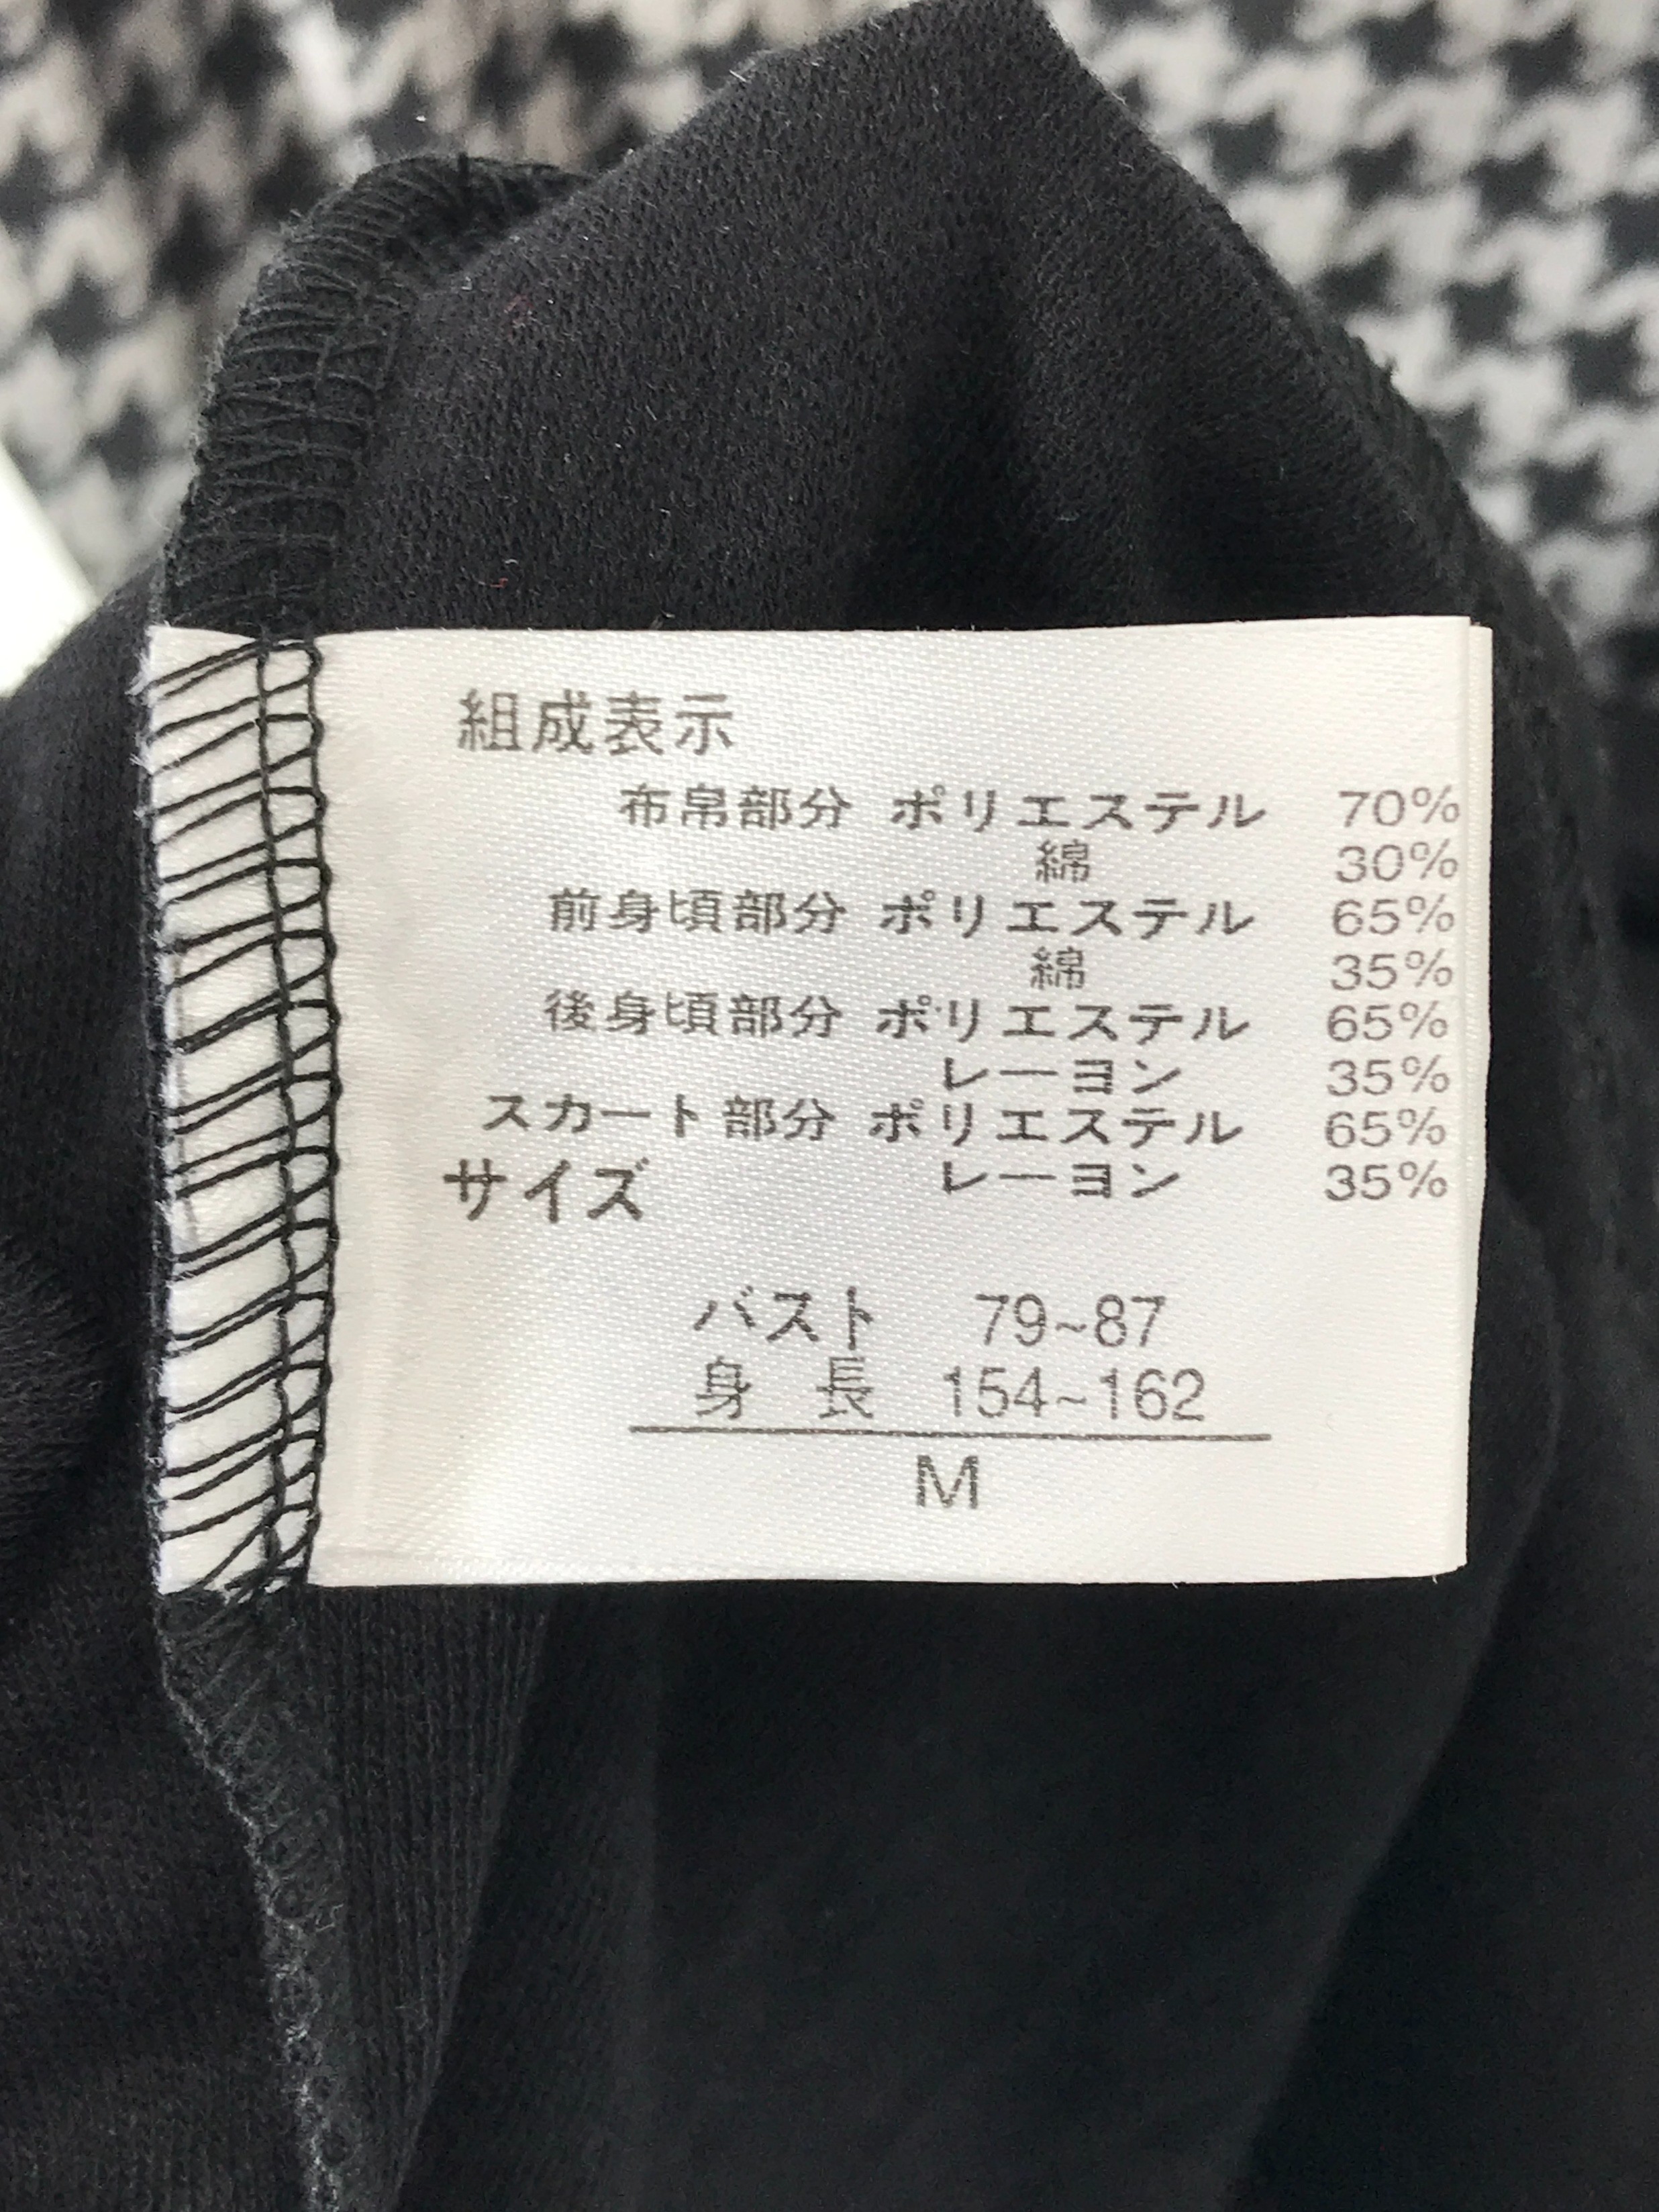 組成表示
布帛部分 ポリエステル 70%
綿 30%
前身頃部分 ポリエステル 65%
綿 35%
後身頃部分 ポリエステル 65%
レーヨン 35%
スカート部分 ポリエステル 65%
レーヨン 35%
サイズ
バスト 79~87
身 長 154~162
M